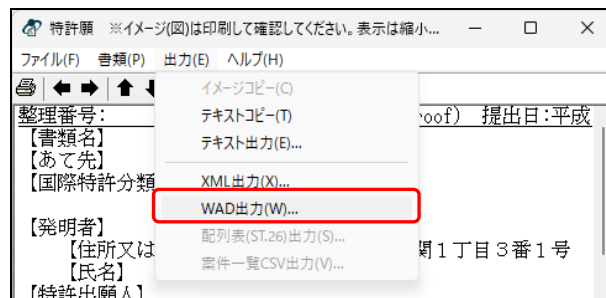 特許願　※イメージ(図)は印刷して確認してください。表示は縮小...
ファイル(F) 書類(P) 出力(E) ヘルプ(H)
イメージコピー(C)
テキストコピー(T)
テキスト出力(E)...
XML出力(X)...
WAD出力(W)...
配列表(ST.26)出力(S)...
案件一覧CSV出力(V)...
整理番号: roof) 提出日:平成
【書類名】
【あて先】
【国際特許分類
【発明者】
【住所又は 関１丁目３番１号
【氏名】
【特許出願人】